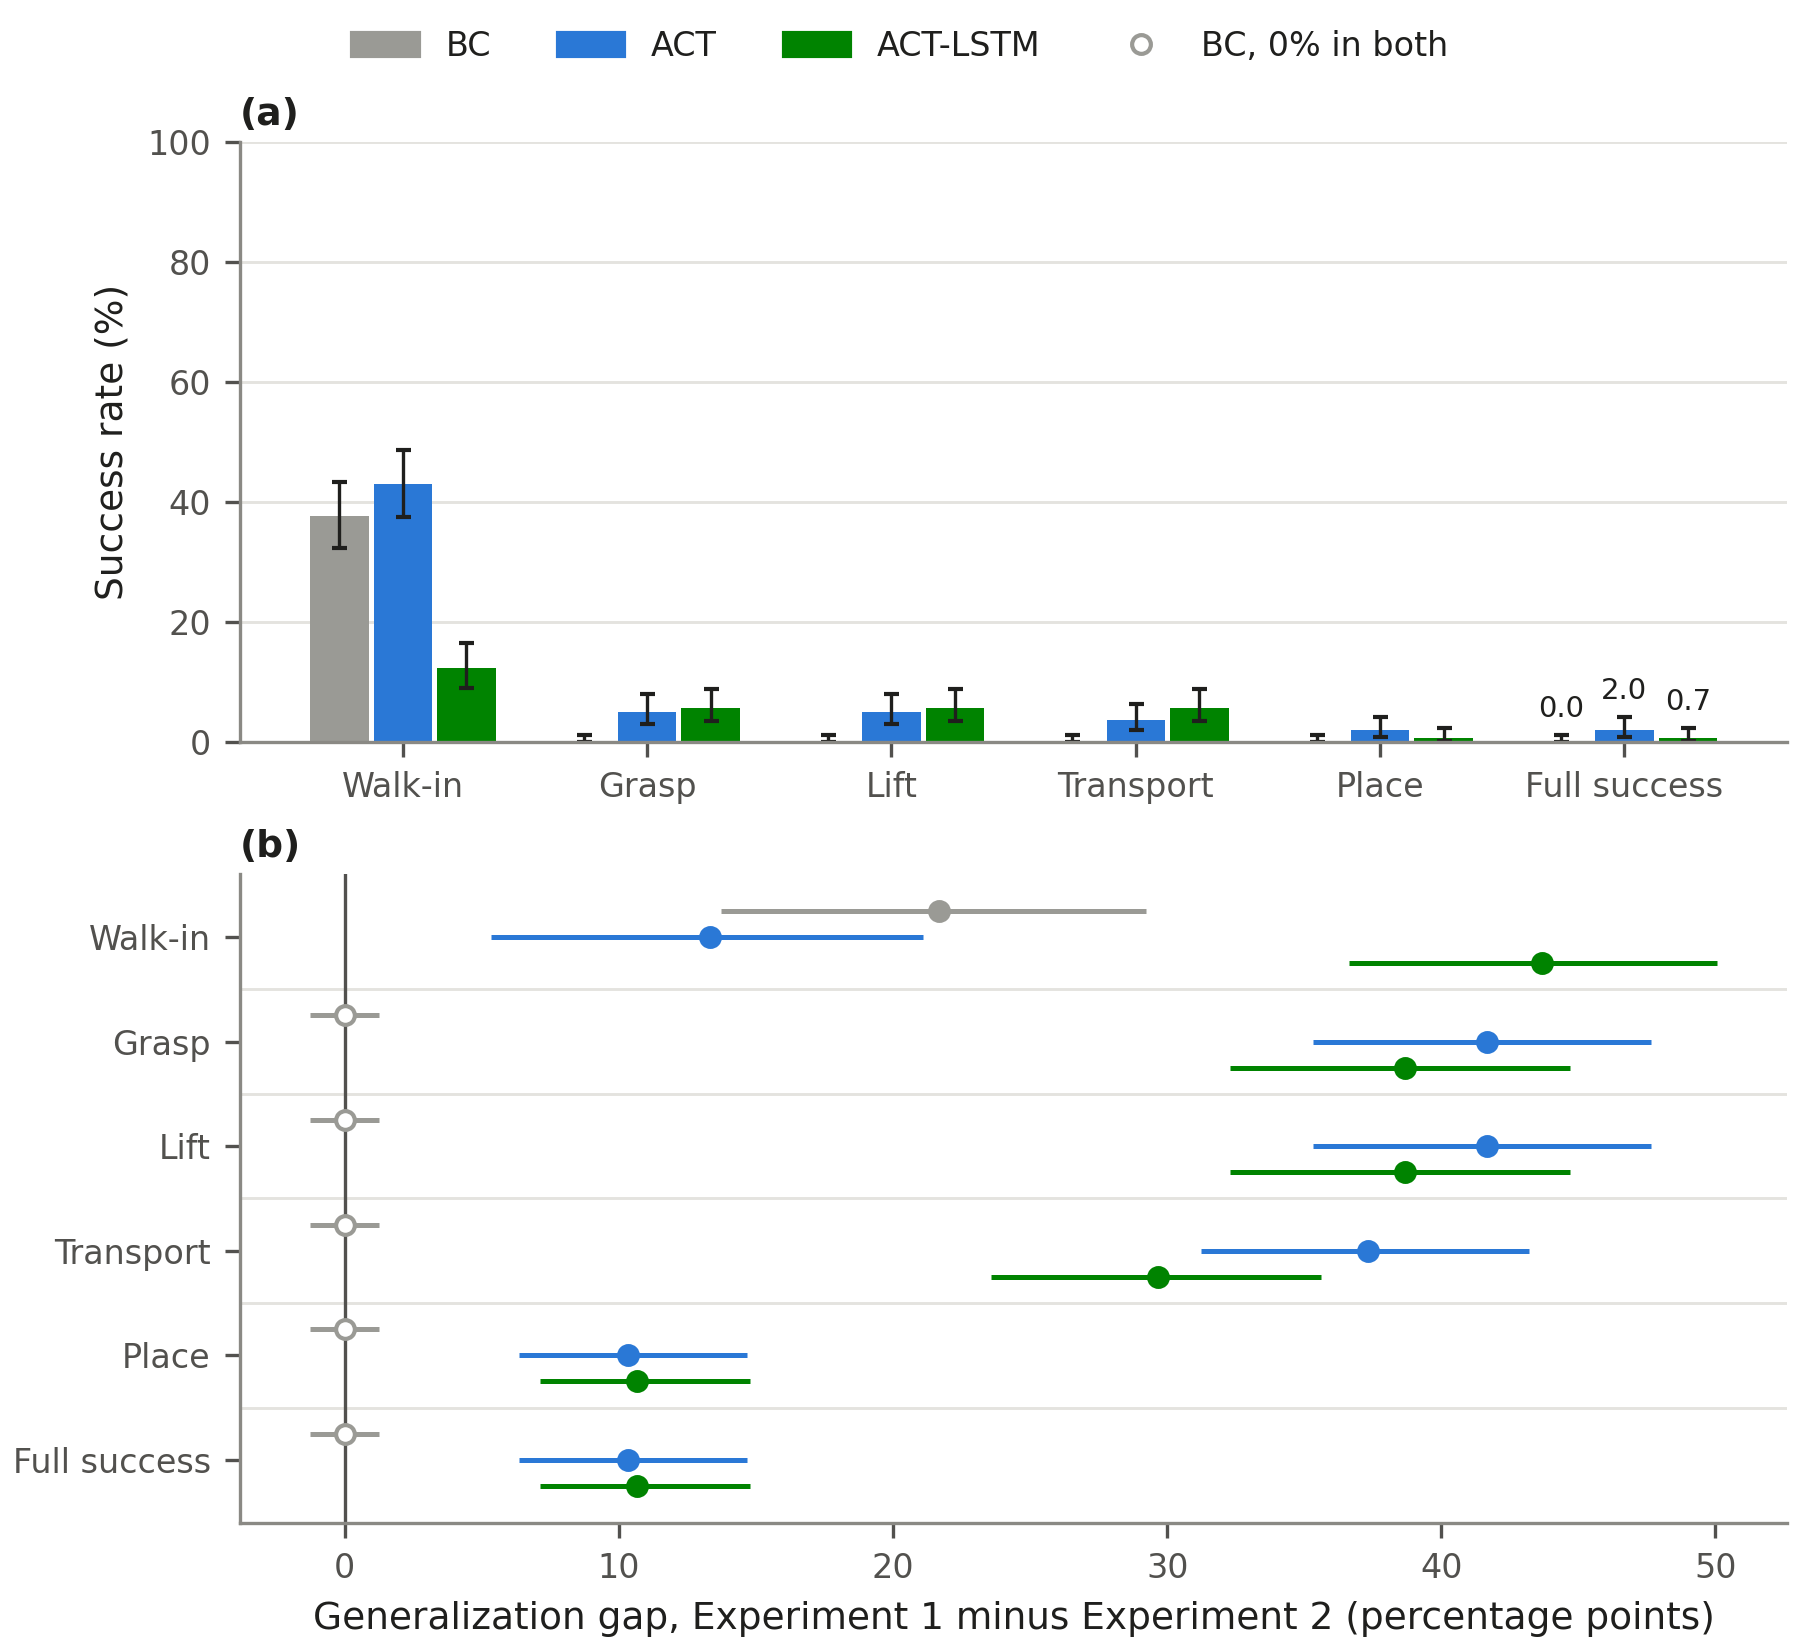 BC ACT ACT-LSTM BC, 0% in both
(a)
100
80
60
40
20
0
Success rate (%)
0.0 2.0 0.7
Walk-in Grasp Lift Transport Place Full success
(b)
Walk-in
Grasp
Lift
Transport
Place
Full success
0 10 20 30 40 50
Generalization gap, Experiment 1 minus Experiment 2 (percentage points)